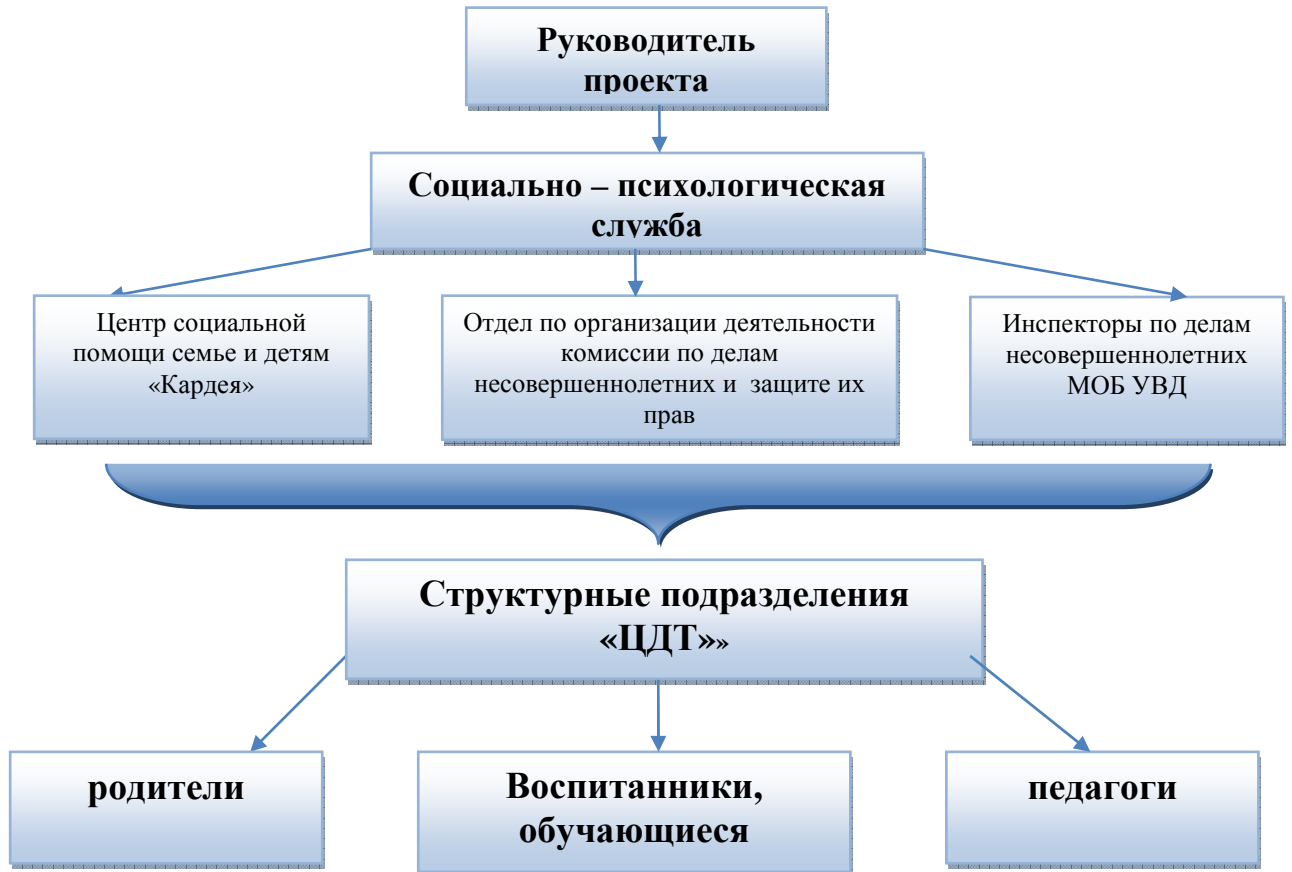 Руководитель
проекта
Социально – психологическая
служба
Центр социальной
помощи семье и детям
«Кардея»
Отдел по организации деятельности
комиссии по делам
несовершеннолетних и  защите их
прав
Инспекторы по делам
несовершеннолетних
МОБ УВД
Структурные подразделения
«ЦДТ»»
родители
Воспитанники,
обучающиеся
педагоги